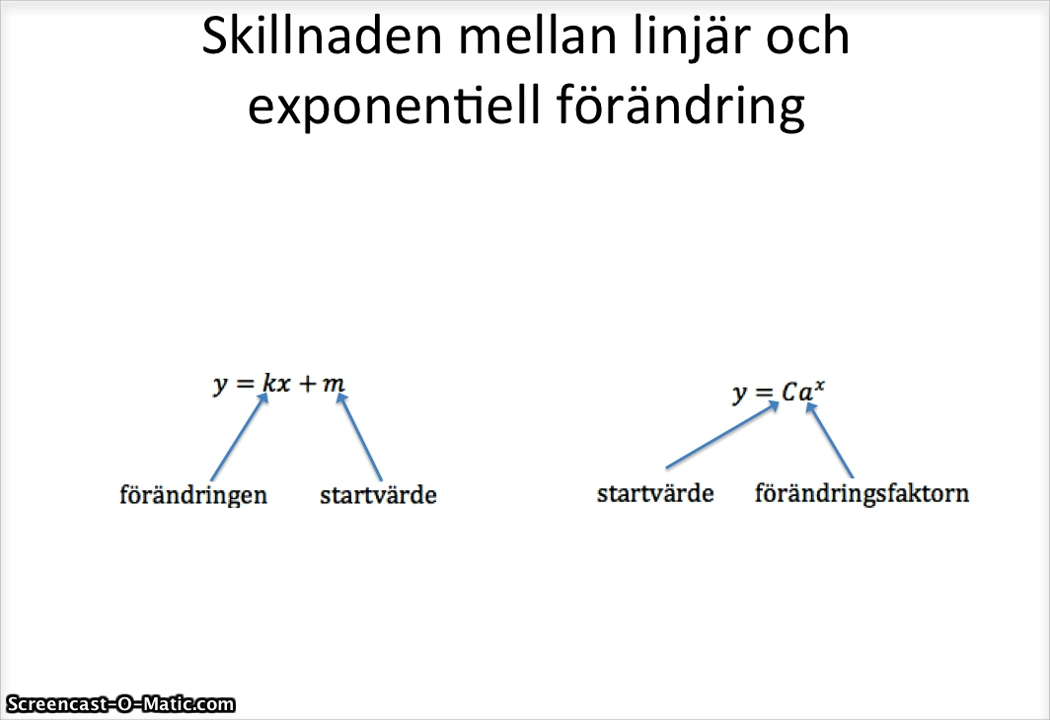 Skillnaden mellan linjär och
exponentiell förändring
y = kx + m
y = Ca^x
förändringen
startvärde
startvärde
förändringsfaktorn
Screencast-O-Matic.com